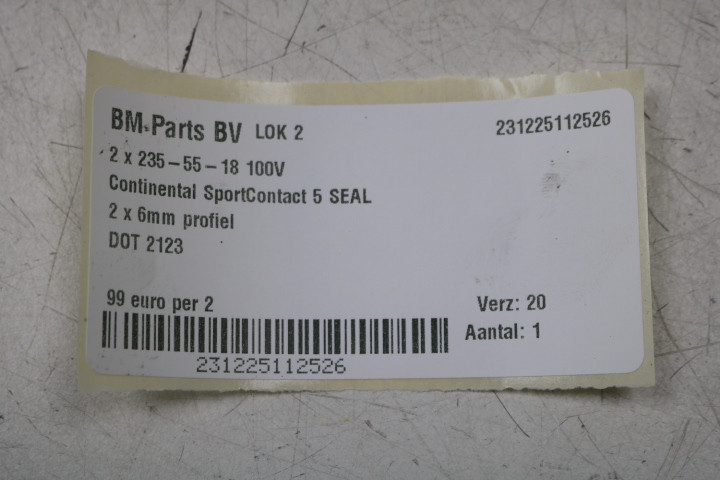 BM-Parts BV LOK 2 231225112526
2 x 235-55-18 100V
Continental SportContact 5 SEAL
2 x 6mm profiel
DOT 2123
99 euro per 2 Verz: 20
Aantal: 1
231225112526